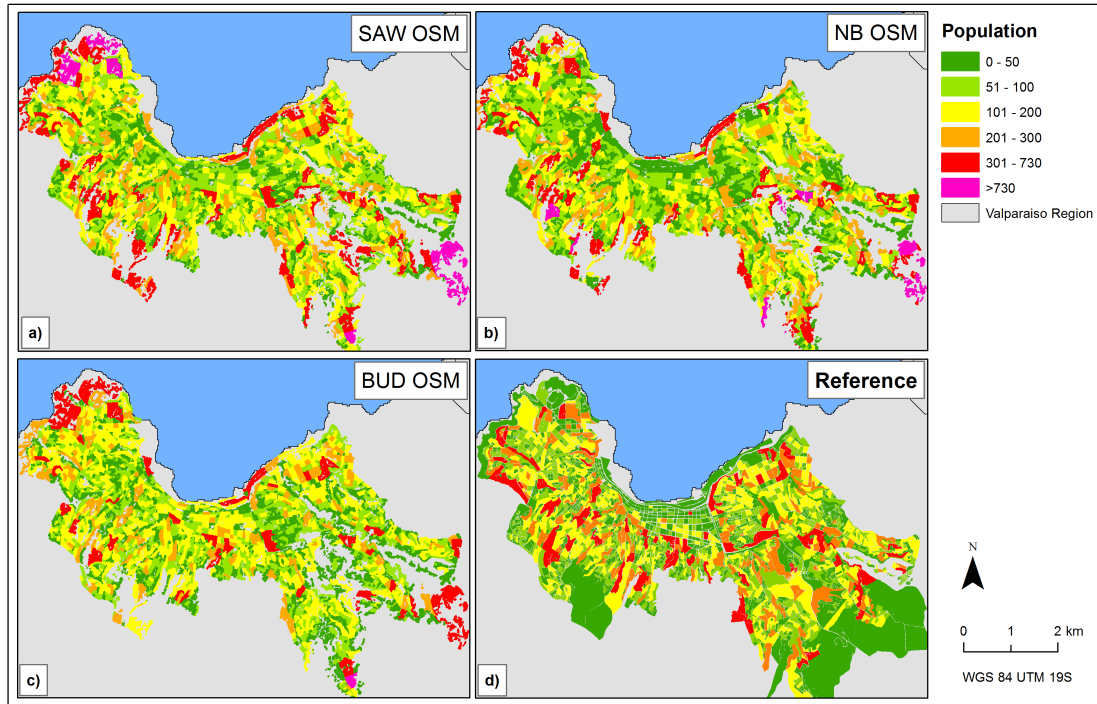 SAW OSM
a)
NB OSM
b)
BUD OSM
c)
Reference
d)
Population
0 - 50
51 - 100
101 - 200
201 - 300
301 - 730
>730
Valparaiso Region
N
0 1 2 km
WGS 84 UTM 19S